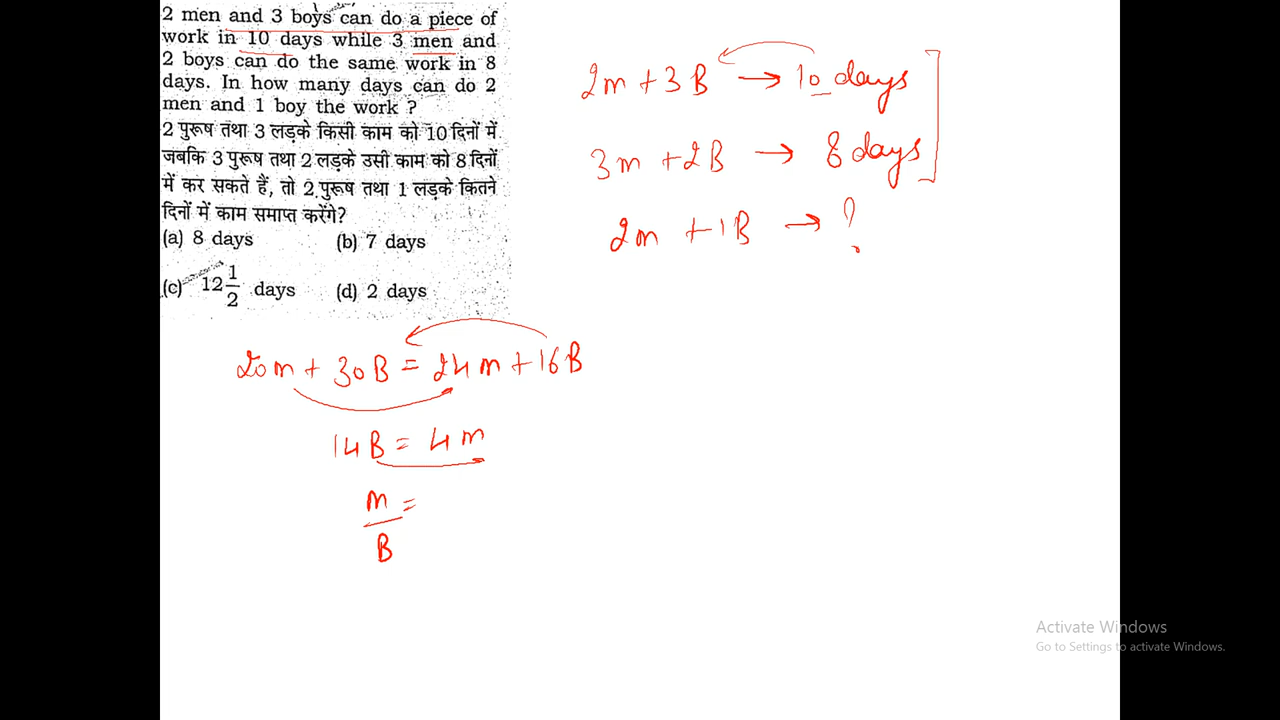 2 men and 3 boys can do a piece of
work in 10 days while 3 men and
2 boys can do the same work in 8
days. In how many days can do 2
men and 1 boy the work ?
2 पुरूष तथा 3 लड़के किसी काम को 10 दिनों में
जबकि 3 पुरूष तथा 2 लड़के उसी काम को 8 दिनों
में कर सकते हैं, तो 2 पुरूष तथा 1 लड़के कितने
दिनों में काम समाप्त करेंगे?
(a) 8 days (b) 7 days
(c) 12 1/2 days (d) 2 days
2m + 3B → 10 days
3m + 2B → 8 days
2m + 1B → ?
20m + 30B = 24m + 16B
14B = 4m
m/B =
Activate Windows
Go to Settings to activate Windows.